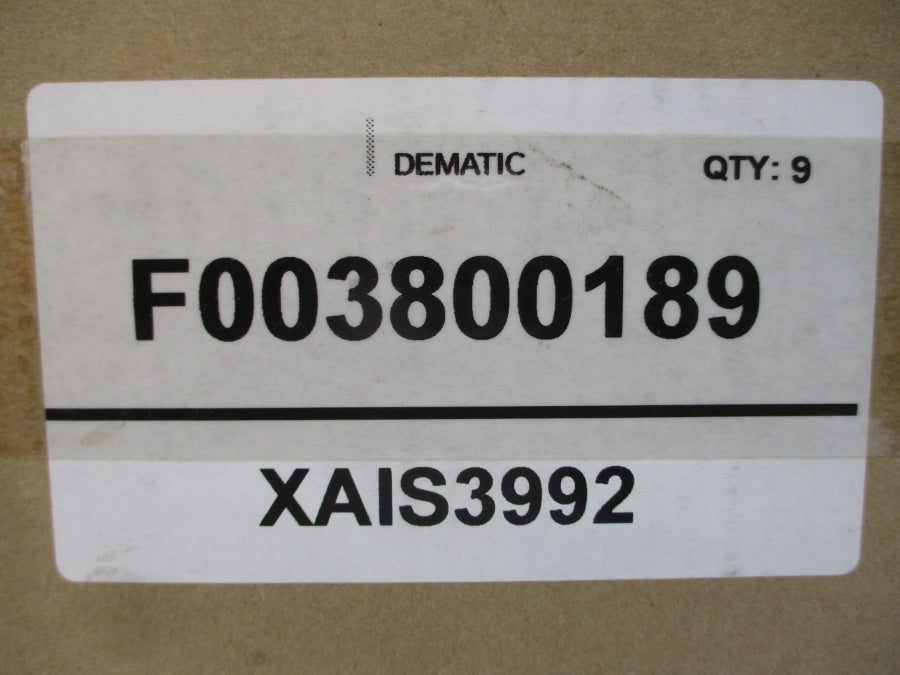 DEMATIC QTY: 9
F003800189
XAIS3992